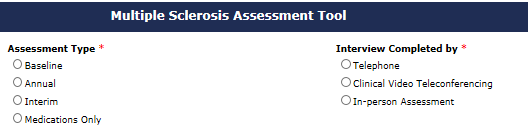 Multiple Sclerosis Assessment Tool
Assessment Type *
Baseline
Annual
Interim
Medications Only
Interview Completed by *
Telephone
Clinical Video Teleconferencing
In-person Assessment